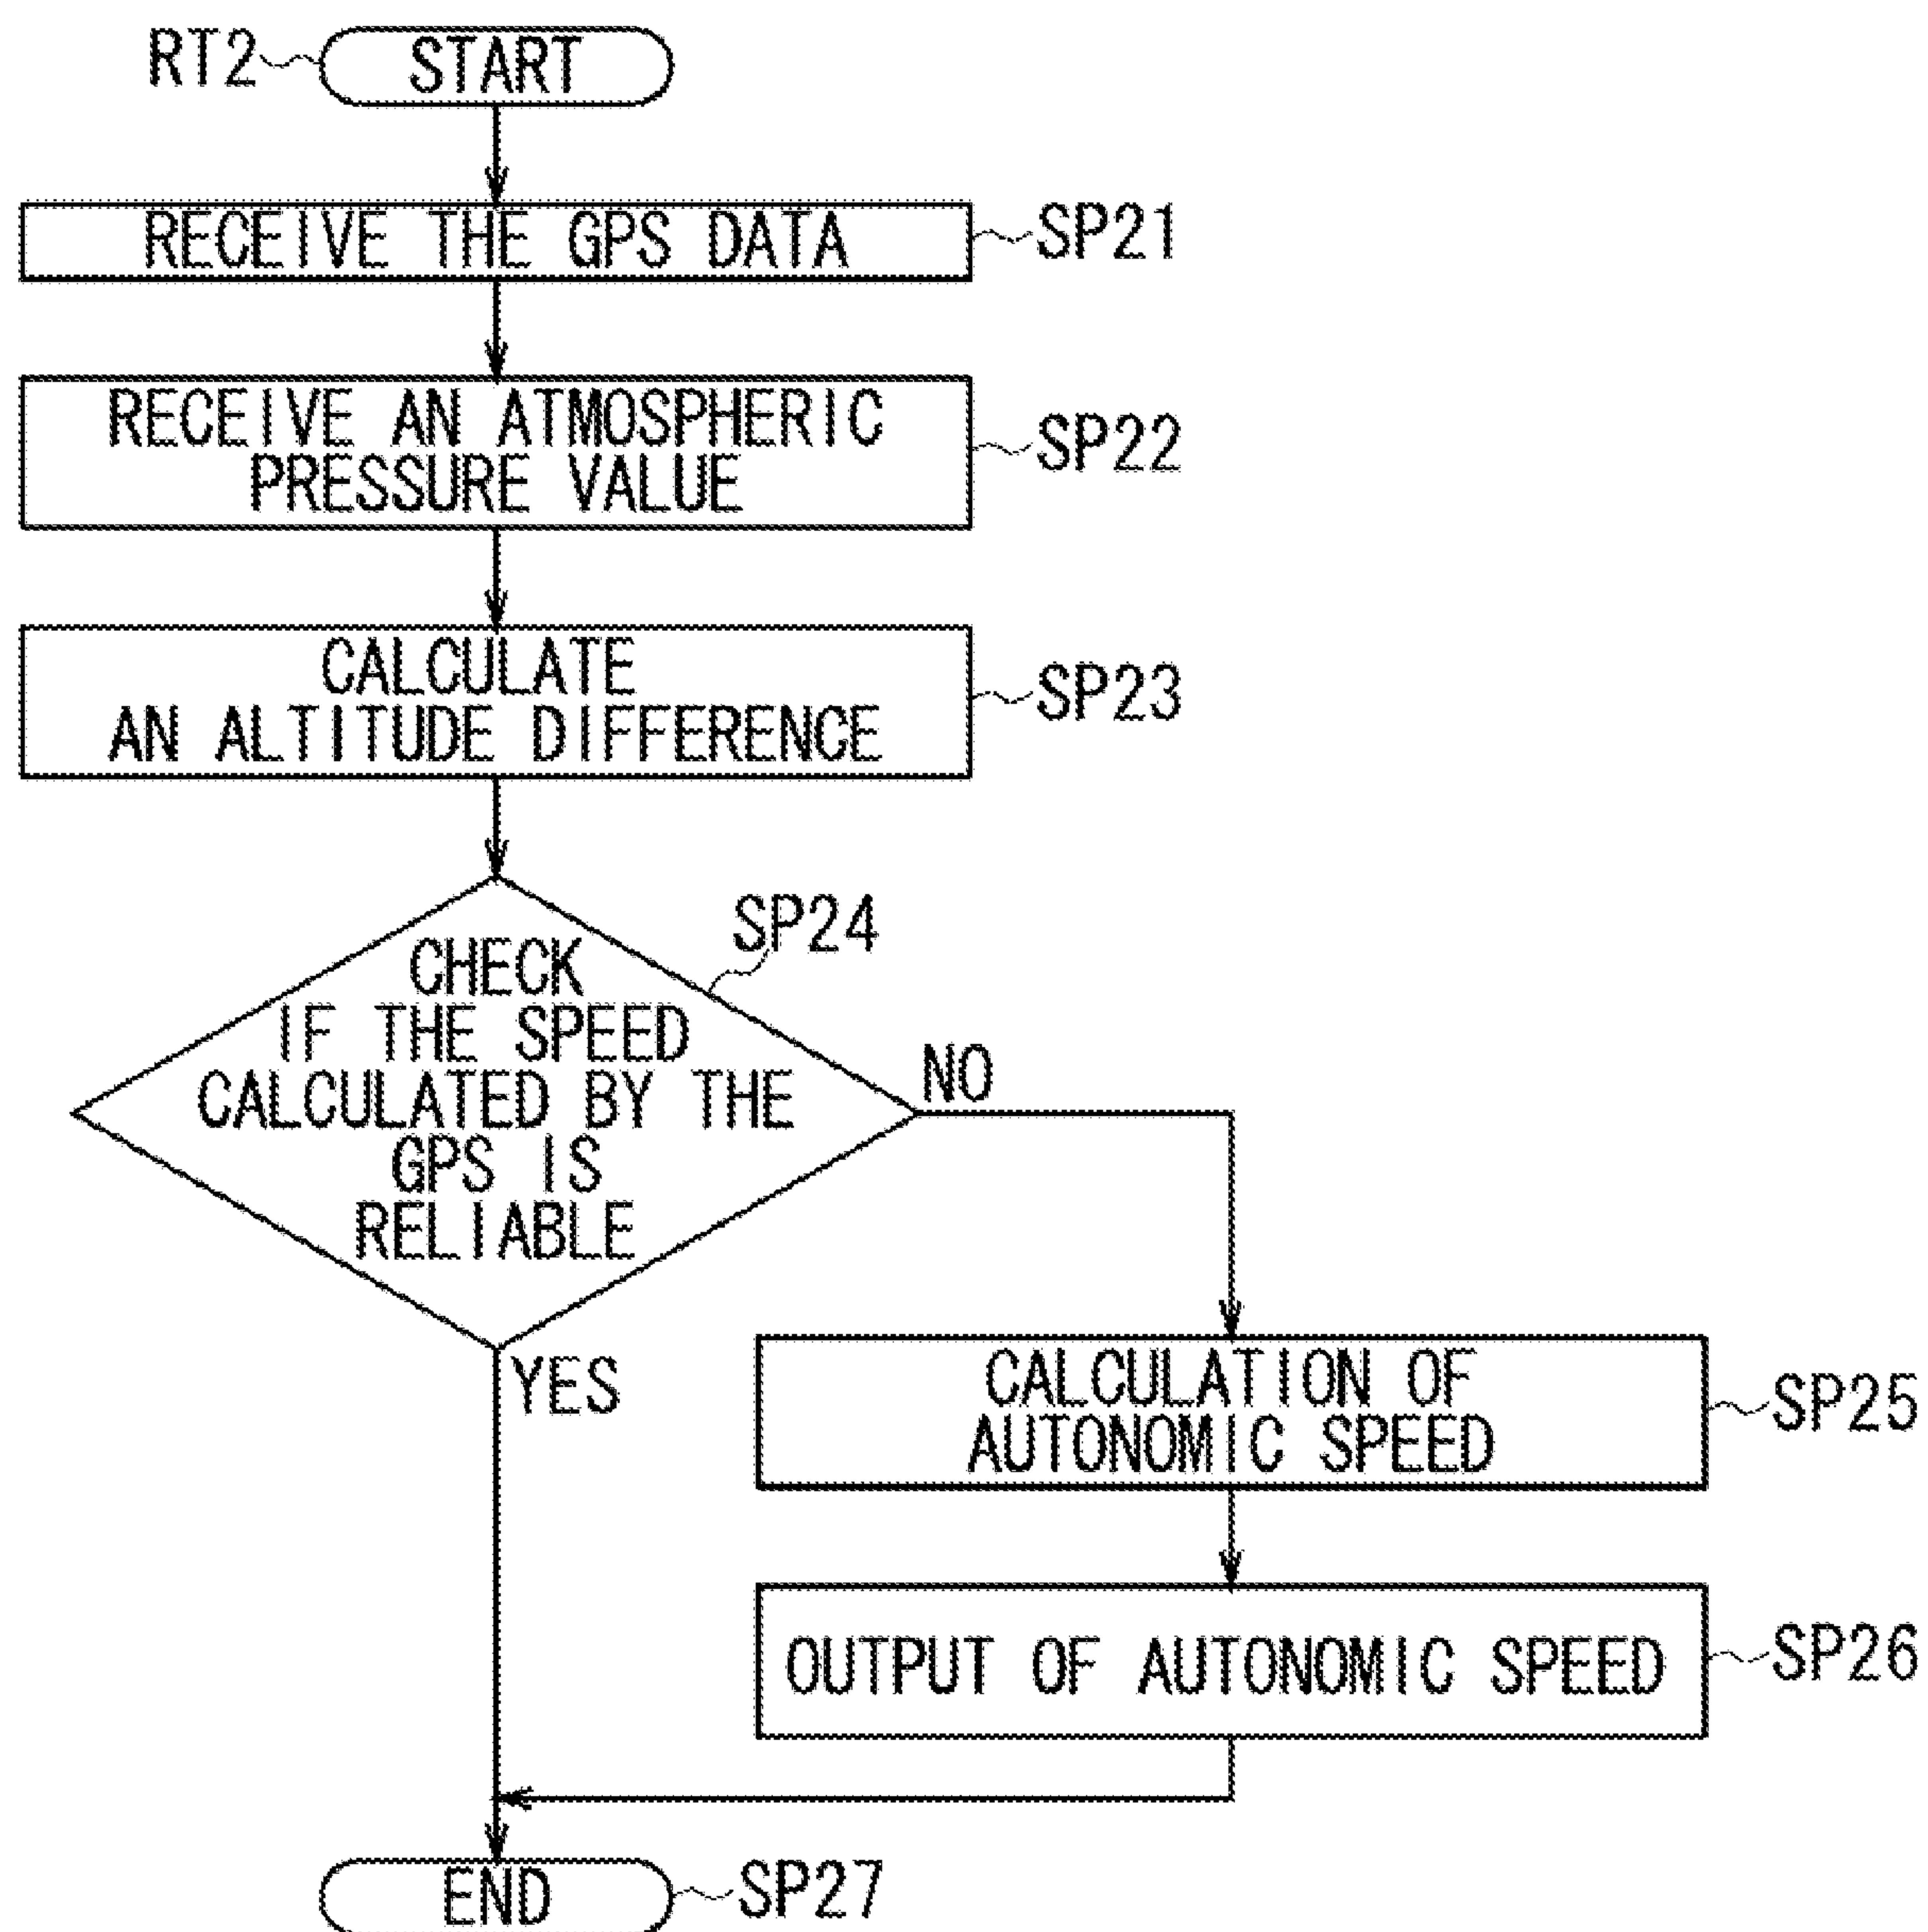 RT2
START
RECEIVE THE GPS DATA
SP21
RECEIVE AN ATMOSPHERIC
PRESSURE VALUE
SP22
CALCULATE
AN ALTITUDE DIFFERENCE
SP23
SP24
CHECK
IF THE SPEED
CALCULATED BY THE
GPS IS
RELIABLE
NO
YES
CALCULATION OF
AUTONOMIC SPEED
SP25
OUTPUT OF AUTONOMIC SPEED
SP26
END
SP27